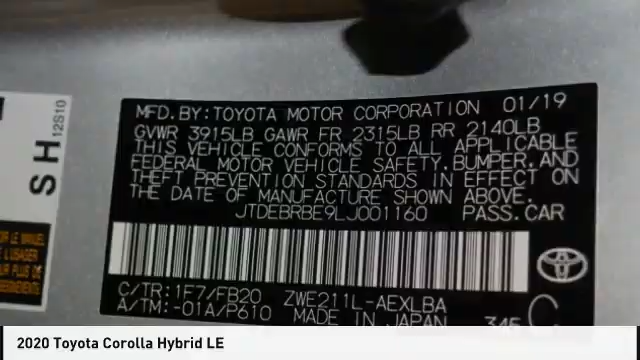 MFD.BY:TOYOTA MOTOR CORPORATION 01/19
GVWR 3915LB GAWR FR 2315LB RR 2140LB
THIS VEHICLE CONFORMS TO ALL APPLICABLE
FEDERAL MOTOR VEHICLE SAFETY, BUMPER, AND
THEFT PREVENTION STANDARDS IN EFFECT ON
THE DATE OF MANUFACTURE SHOWN ABOVE.
JTDEBRBE9LJ001160 PASS.CAR
C/TR:1F7/FB20 ZWE211L-AEXLBA
A/TM:-01A/P610 MADE IN JAPAN
SH 12S10
2020 Toyota Corolla Hybrid LE